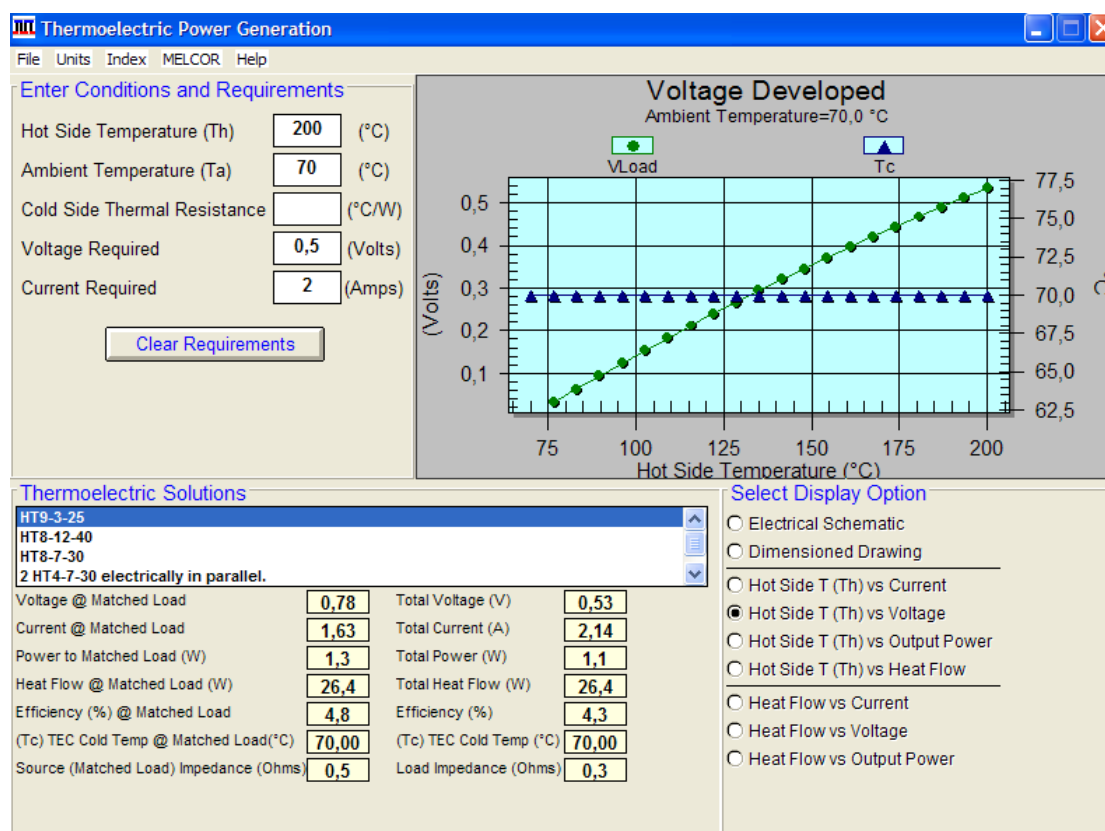 Thermoelectric Power Generation
File Units Index MELCOR Help
Enter Conditions and Requirements
Hot Side Temperature (Th) 200 (°C)
Ambient Temperature (Ta) 70 (°C)
Cold Side Thermal Resistance (°C/W)
Voltage Required 0,5 (Volts)
Current Required 2 (Amps)
Clear Requirements
Voltage Developed
Ambient Temperature=70,0 °C
VLoad Tc
0,5
0,4
0,3
0,2
0,1
(Volts)
77,5
75,0
72,5
70,0
67,5
65,0
62,5
75 100 125 150 175 200
Hot Side Temperature (°C)
Thermoelectric Solutions
HT9-3-25
HT8-12-40
HT8-7-30
2 HT4-7-30 electrically in parallel.
Voltage @ Matched Load 0,78 Total Voltage (V) 0,53
Current @ Matched Load 1,63 Total Current (A) 2,14
Power to Matched Load (W) 1,3 Total Power (W) 1,1
Heat Flow @ Matched Load (W) 26,4 Total Heat Flow (W) 26,4
Efficiency (%) @ Matched Load 4,8 Efficiency (%) 4,3
(Tc) TEC Cold Temp @ Matched Load(°C) 70,00 (Tc) TEC Cold Temp (°C) 70,00
Source (Matched Load) Impedance (Ohms) 0,5 Load Impedance (Ohms) 0,3
Select Display Option
Electrical Schematic
Dimensioned Drawing
Hot Side T (Th) vs Current
Hot Side T (Th) vs Voltage
Hot Side T (Th) vs Output Power
Hot Side T (Th) vs Heat Flow
Heat Flow vs Current
Heat Flow vs Voltage
Heat Flow vs Output Power